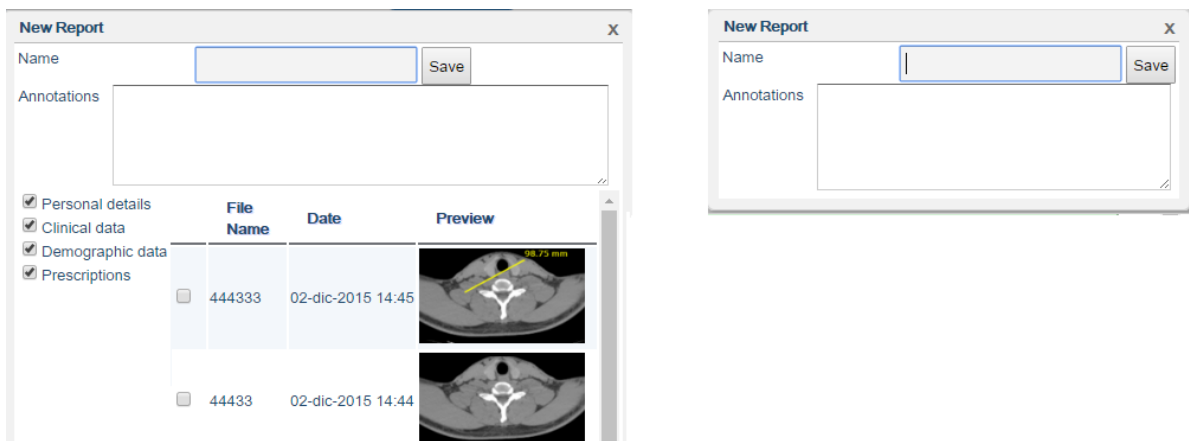 New Report
x
Name
Save
Annotations
Personal details
Clinical data
Demographic data
Prescriptions
File Name
Date
Preview
444333
02-dic-2015 14:45
98.75 mm
44433
02-dic-2015 14:44
New Report
x
Name
Save
Annotations